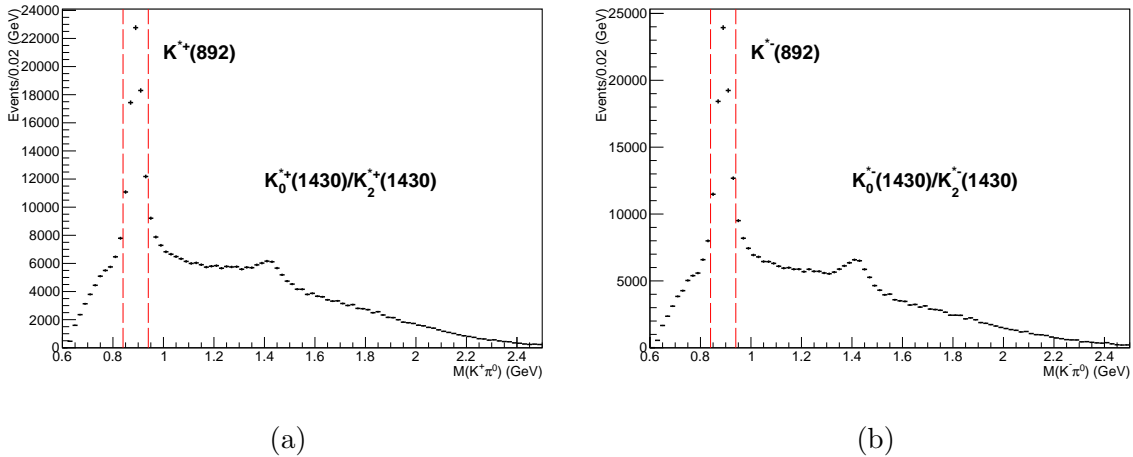 Events/0.02 (GeV)
24000
22000
20000
18000
16000
14000
12000
10000
8000
6000
4000
2000
0
K*+(892)
K0*+(1430)/K2*+(1430)
0.6 0.8 1 1.2 1.4 1.6 1.8 2 2.2 2.4
M(K+π0) (GeV)
(a)
Events/0.02 (GeV)
25000
20000
15000
10000
5000
0
K*-(892)
K0*-(1430)/K2*-(1430)
0.6 0.8 1 1.2 1.4 1.6 1.8 2 2.2 2.4
M(K-π0) (GeV)
(b)